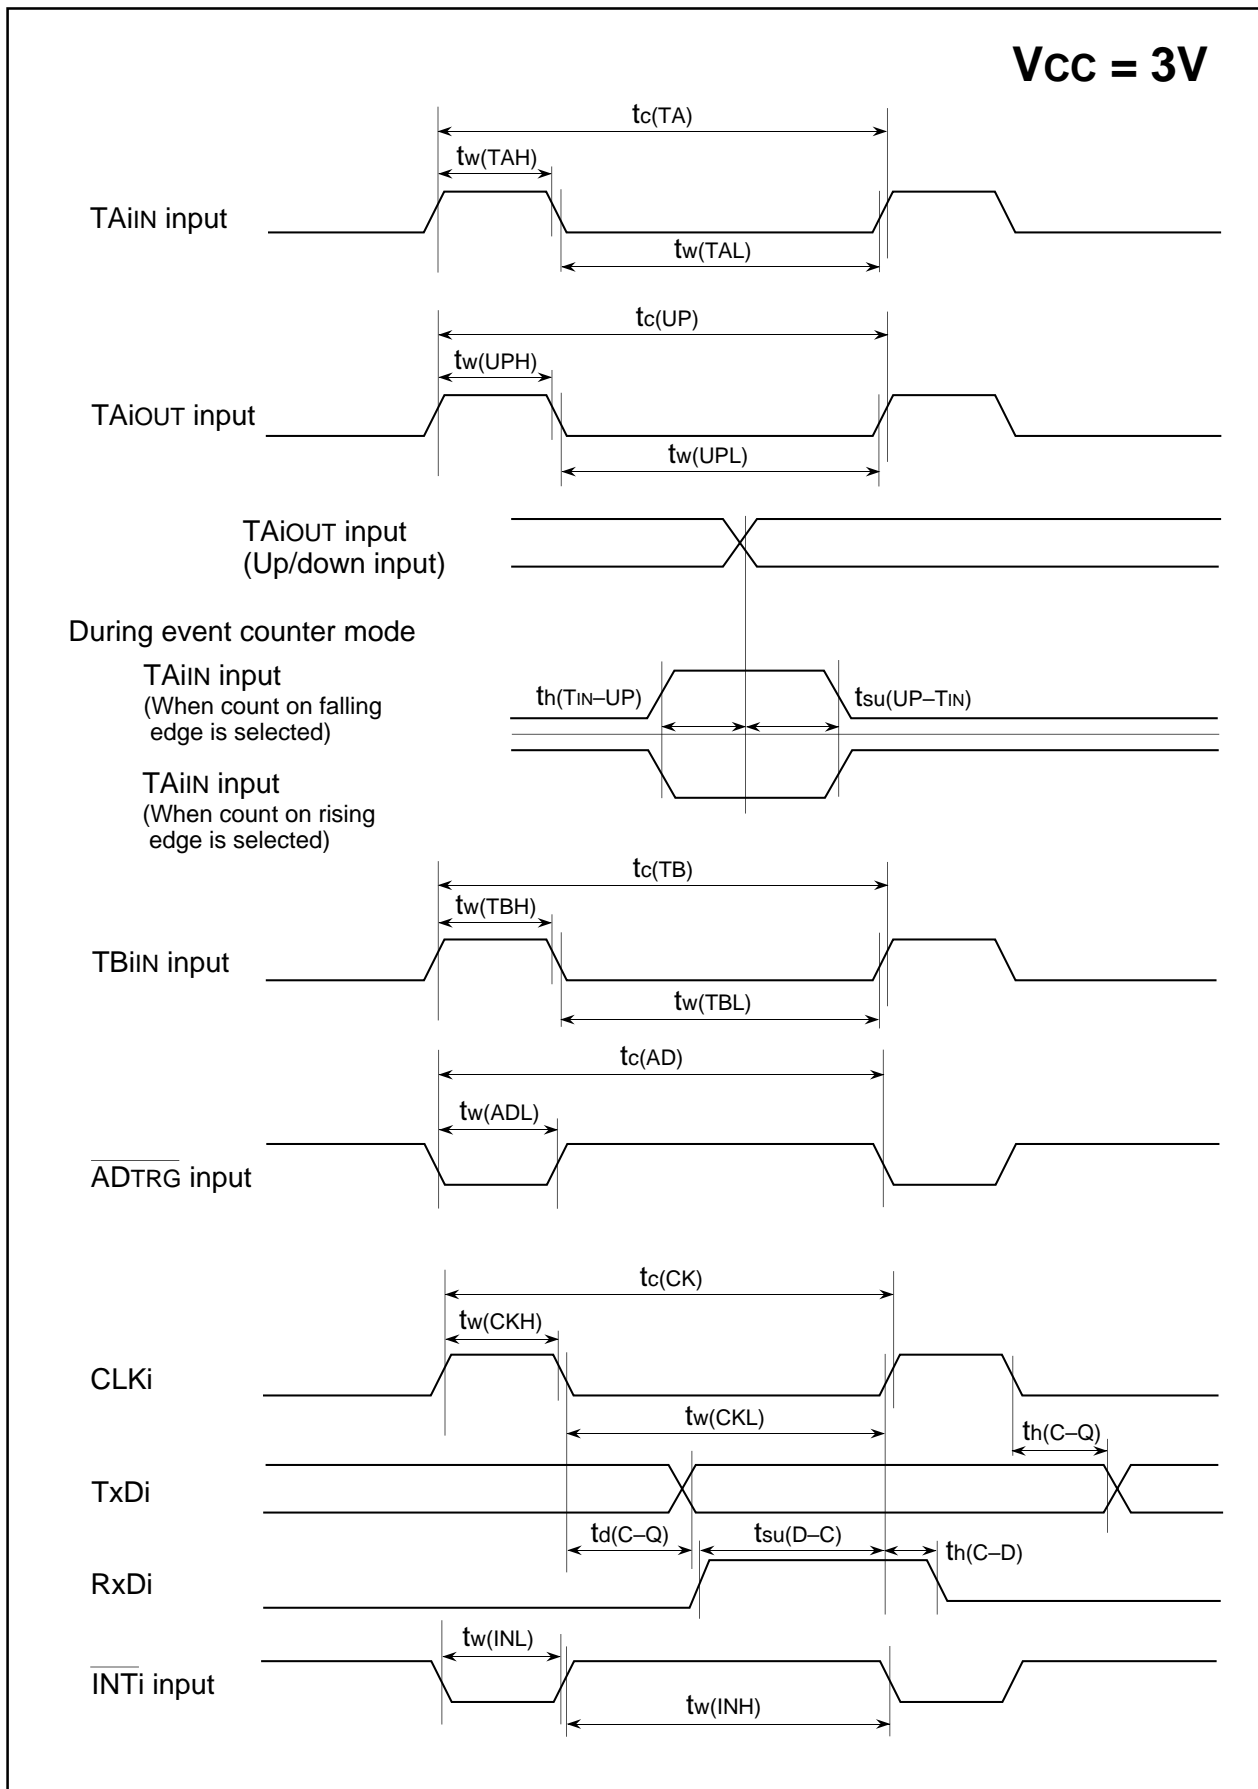 VCC = 3V
tc(TA)
tw(TAH)
TAiIN input
tw(TAL)
tc(UP)
tw(UPH)
TAiOUT input
tw(UPL)
TAiOUT input
(Up/down input)
During event counter mode
TAiIN input
(When count on falling
edge is selected)
th(TIN–UP)
tsu(UP–TIN)
TAiIN input
(When count on rising
edge is selected)
tc(TB)
tw(TBH)
TBiIN input
tw(TBL)
tc(AD)
tw(ADL)
ADTRG input
tc(CK)
tw(CKH)
CLKi
tw(CKL)
th(C–Q)
TxDi
td(C–Q)
tsu(D–C)
th(C–D)
RxDi
tw(INL)
INTi input
tw(INH)